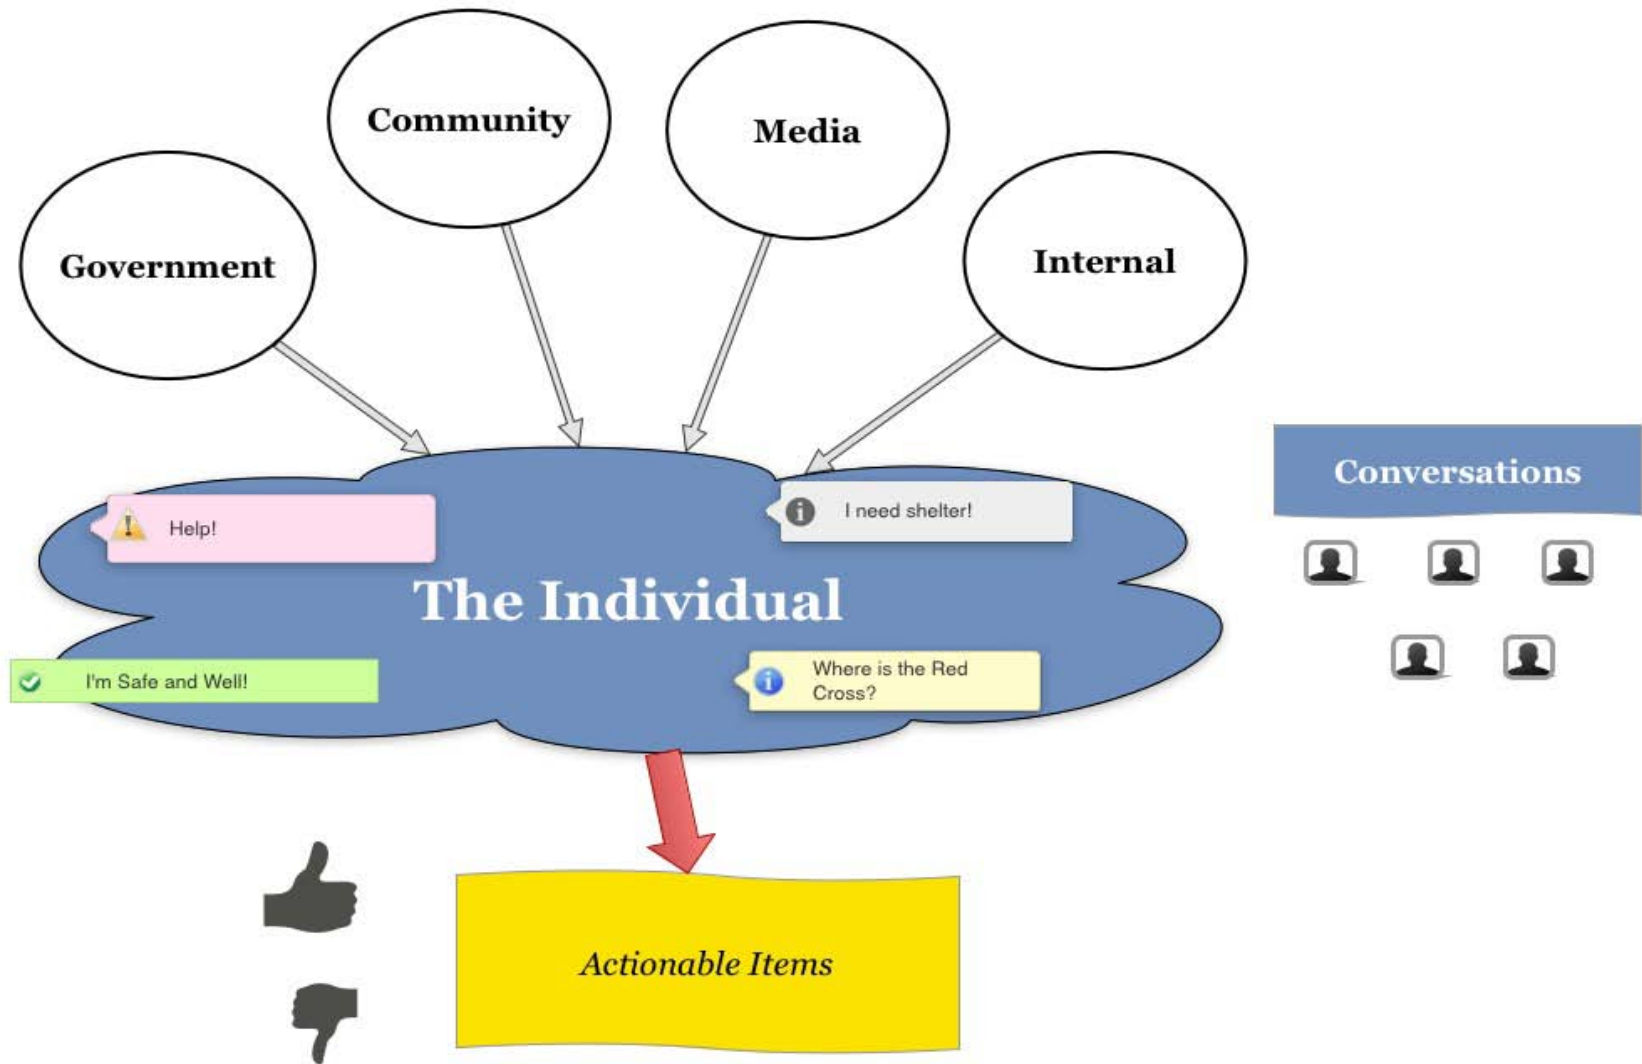 Community
Media
Government
Internal
Conversations
Help!
I need shelter!
The Individual
I'm Safe and Well!
Where is the Red
Cross?
Actionable Items